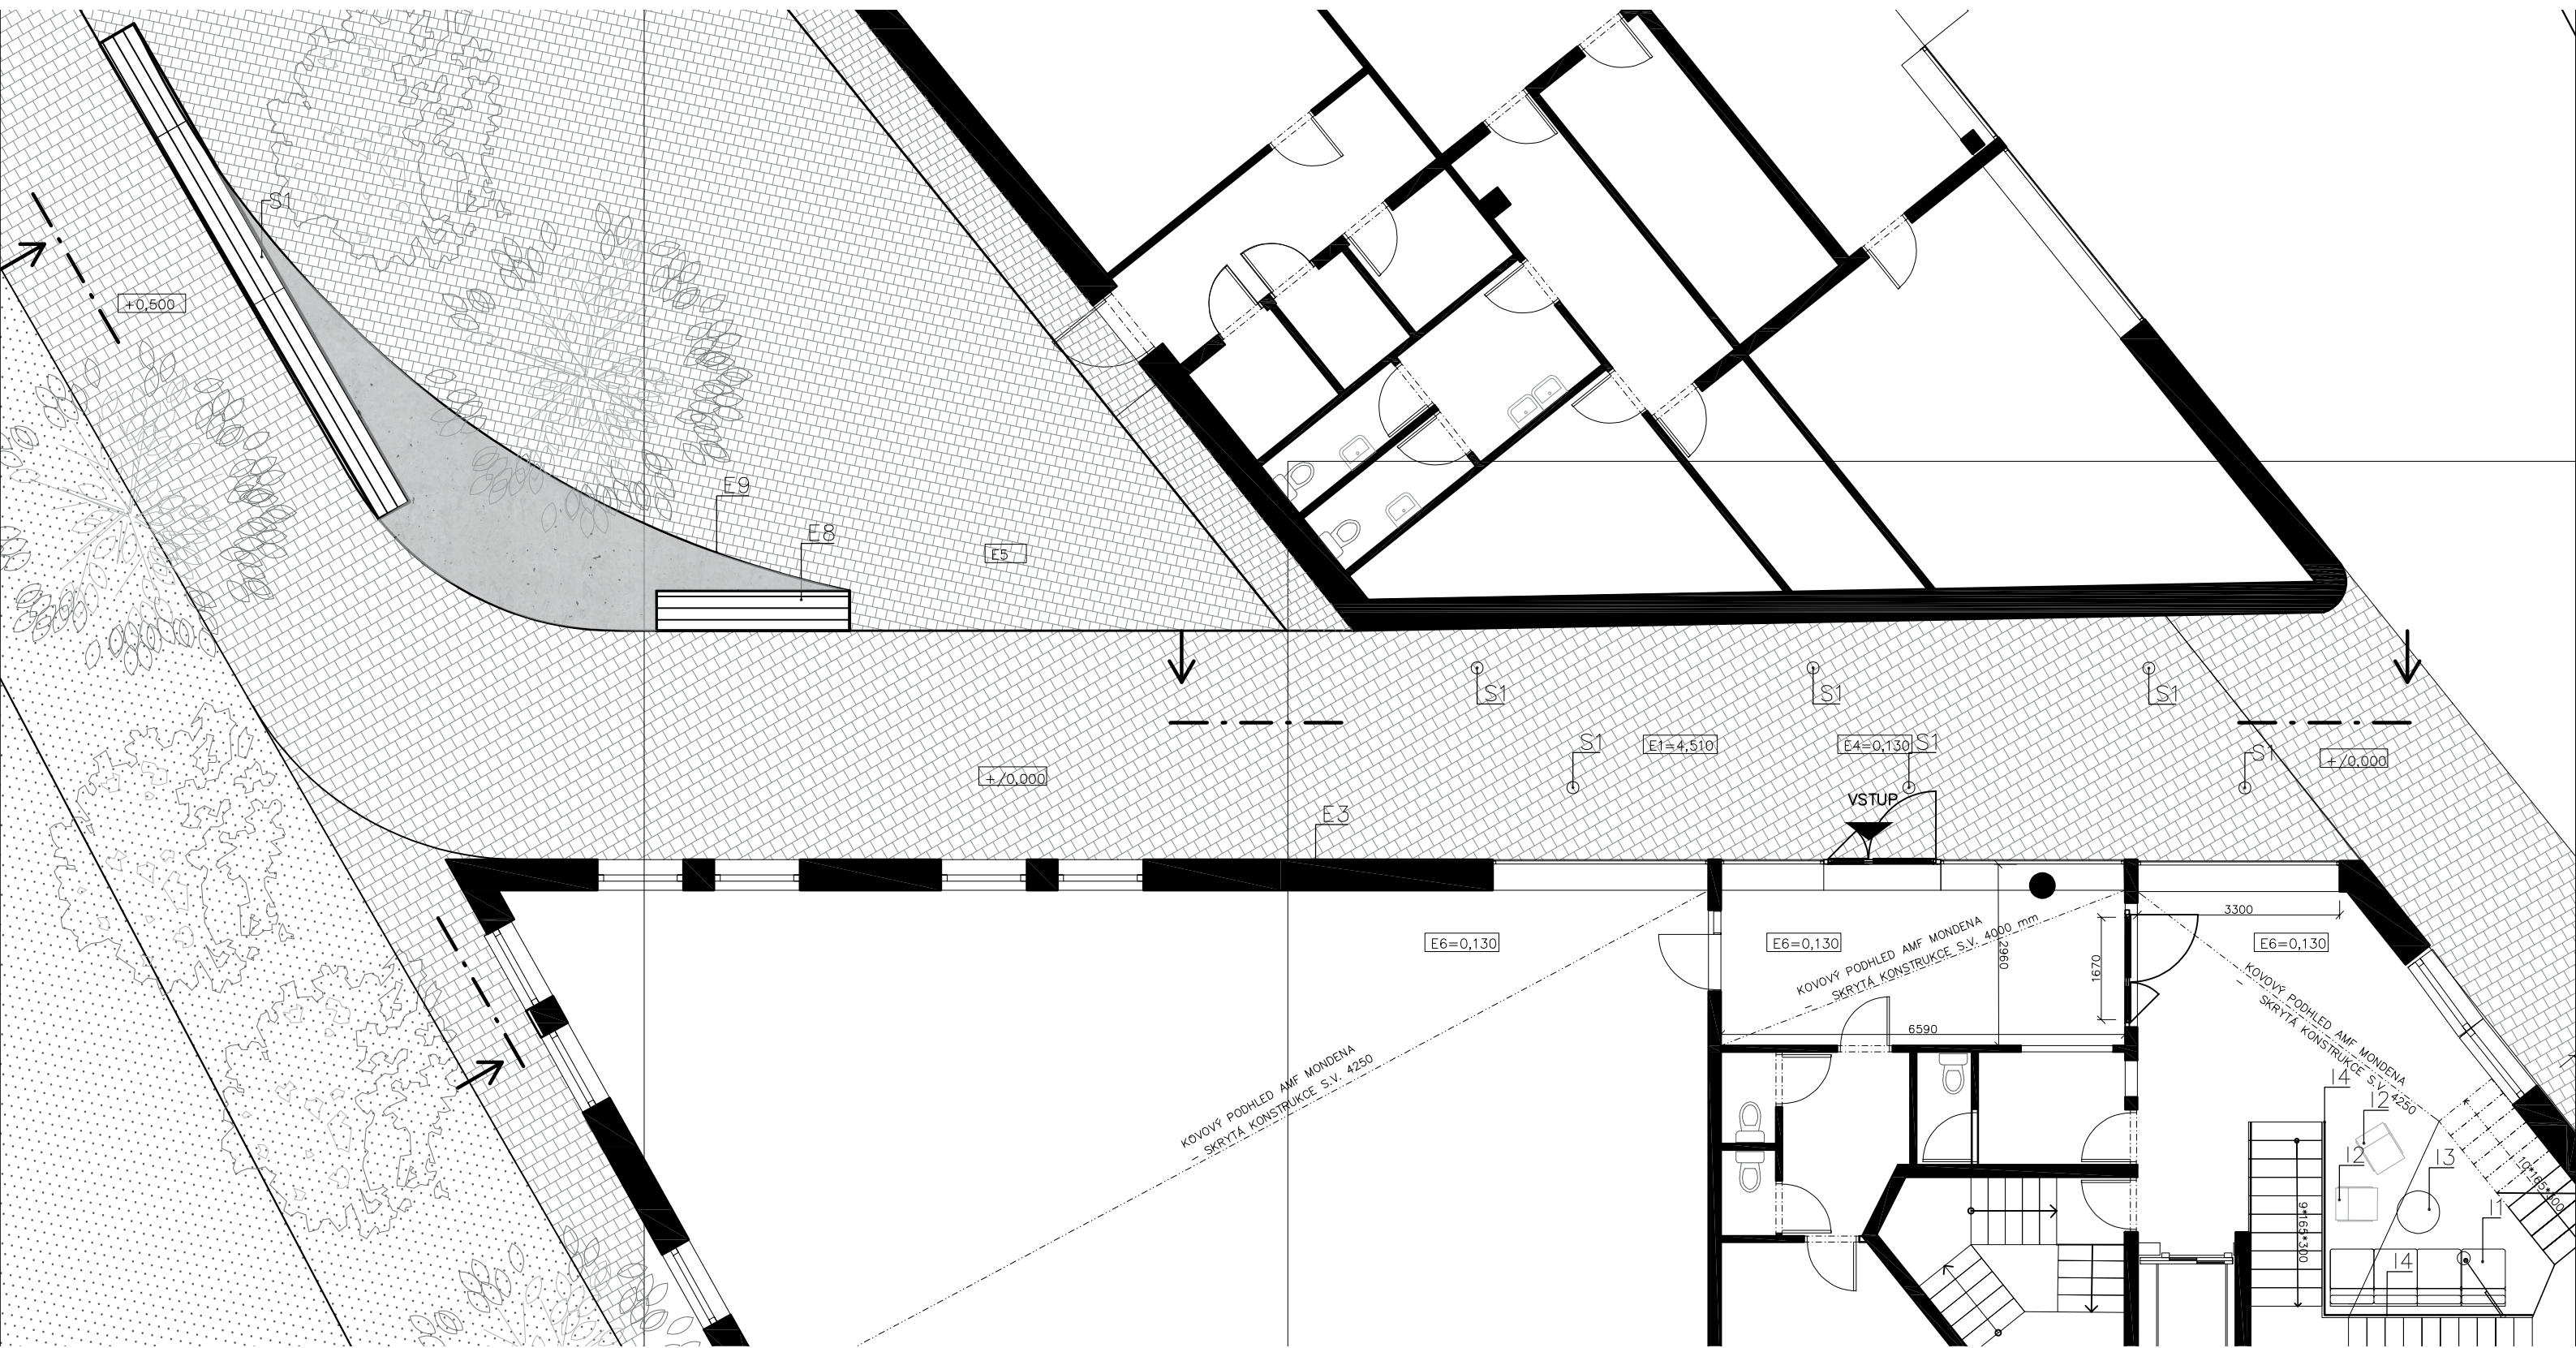 S1
+0,500
E9
E8
E5
S1
S1
S1
S1
E1=4,510
E4=0,130
S1
S1
+/0,000
+/0,000
VSTUP
E3
3300
E6=0,130
E6=0,130
E6=0,130
KOVOVÝ PODHLED AMF MONDENA
- SKRYTÁ KONSTRUKCE S.V. 4000 mm
2960
1670
6590
KOVOVÝ PODHLED AMF MONDENA
- SKRYTÁ KONSTRUKCE S.V. 4250
KOVOVÝ PODHLED AMF MONDENA
- SKRYTÁ KONSTRUKCE S.V. 4250
I4
I2
I2
I3
10*165*300
I1
9*165*300
I4